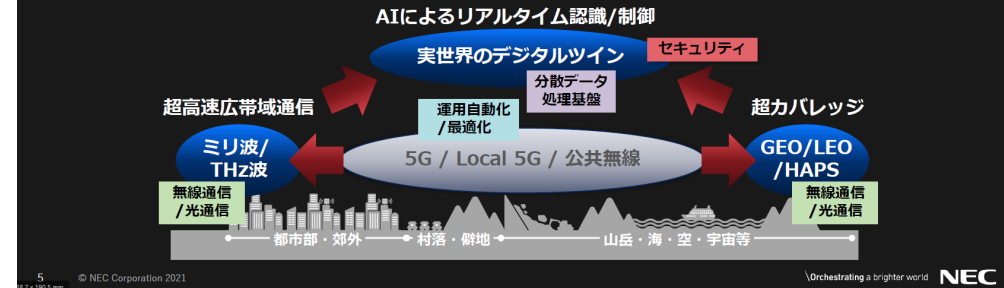 AIによるリアルタイム認識/制御
実世界のデジタルツイン
セキュリティ
分散データ
処理基盤
超高速広帯域通信
運用自動化
/最適化
超カバレッジ
ミリ波/
THz波
5G / Local 5G / 公共無線
GEO/LEO
/HAPS
無線通信
/光通信
無線通信
/光通信
都市部・郊外
村落・僻地
山岳・海・空・宇宙等
5
© NEC Corporation 2021
\Orchestrating a brighter world
NEC